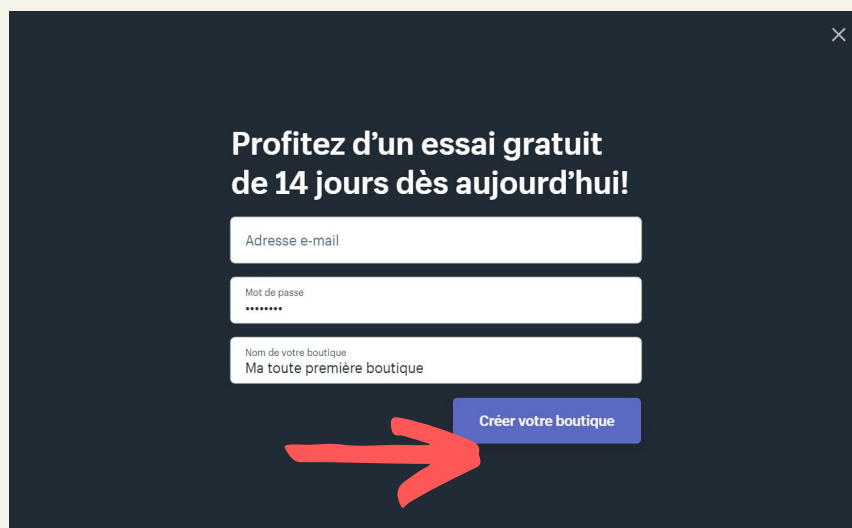 Profitez d'un essai gratuit
de 14 jours dès aujourd'hui!
Adresse e-mail
Mot de passe
••••••••
Nom de votre boutique
Ma toute première boutique
Créer votre boutique